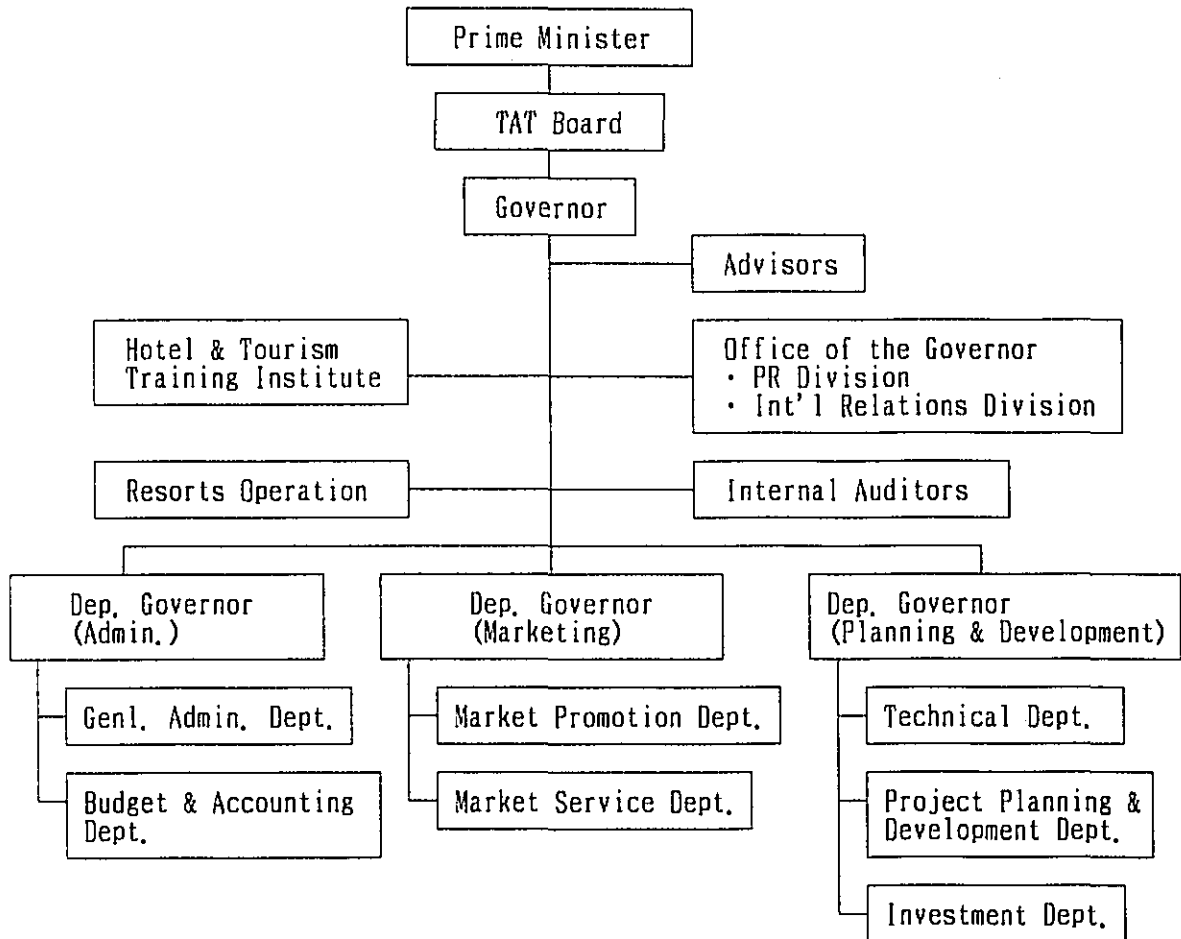 Prime Minister
TAT Board
Governor
Advisors
Hotel & Tourism
Training Institute
Office of the Governor
・ PR Division
・ Int'l Relations Division
Resorts Operation
Internal Auditors
Dep. Governor
(Admin.)
Dep. Governor
(Marketing)
Dep. Governor
(Planning & Development)
Genl. Admin. Dept.
Budget & Accounting
Dept.
Market Promotion Dept.
Market Service Dept.
Technical Dept.
Project Planning &
Development Dept.
Investment Dept.